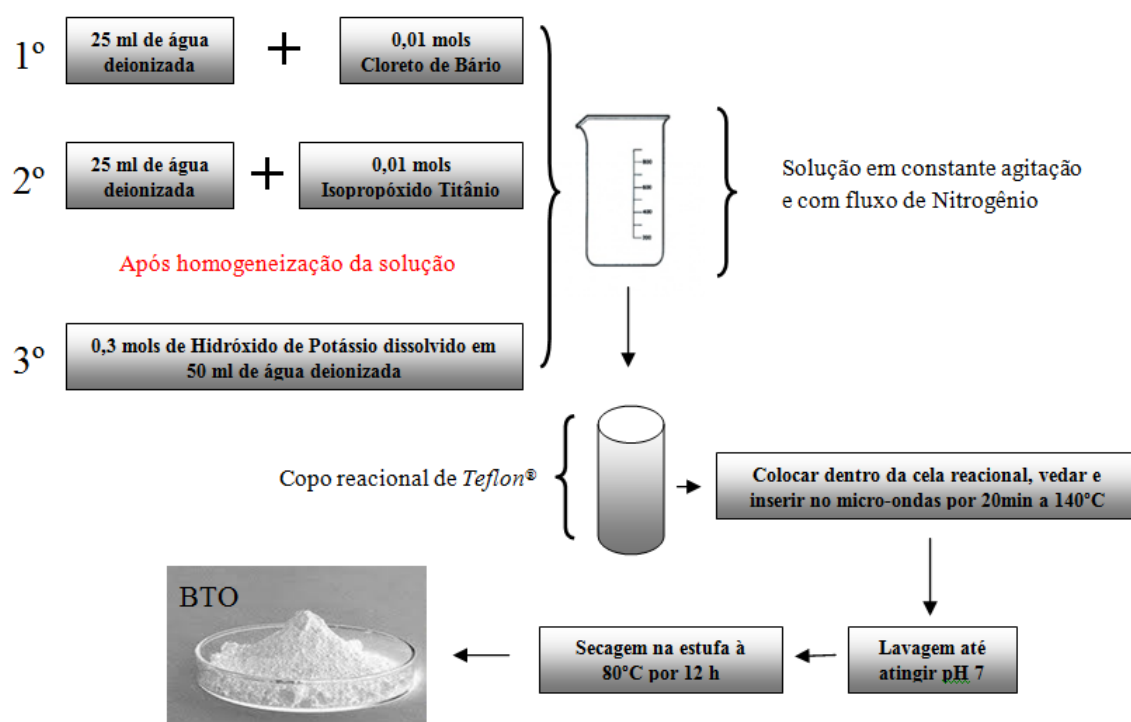 1º
25 ml de água
deionizada
+
0,01 mols
Cloreto de Bário
2º
25 ml de água
deionizada
+
0,01 mols
Isopropóxido Titânio
Solução em constante agitação
e com fluxo de Nitrogênio
Após homogeneização da solução
3º
0,3 mols de Hidróxido de Potássio dissolvido em
50 ml de água deionizada
Copo reacional de Teflon®
Colocar dentro da cela reacional, vedar e
inserir no micro-ondas por 20min a 140°C
Lavagem até
atingir pH 7
Secagem na estufa à
80°C por 12 h
BTO